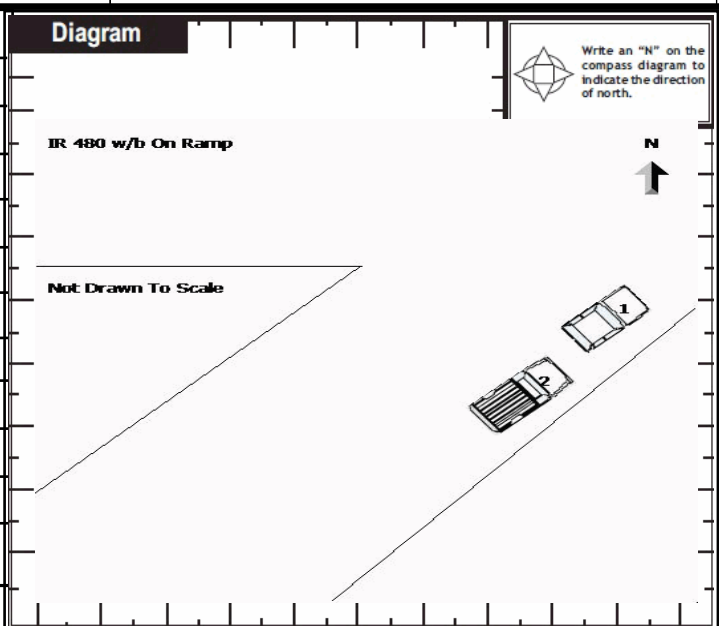 Diagram
Write an “N” on the
compass diagram to
indicate the direction
of north.
IR 480 w/b On Ramp
N
Not Drawn To Scale
1
2